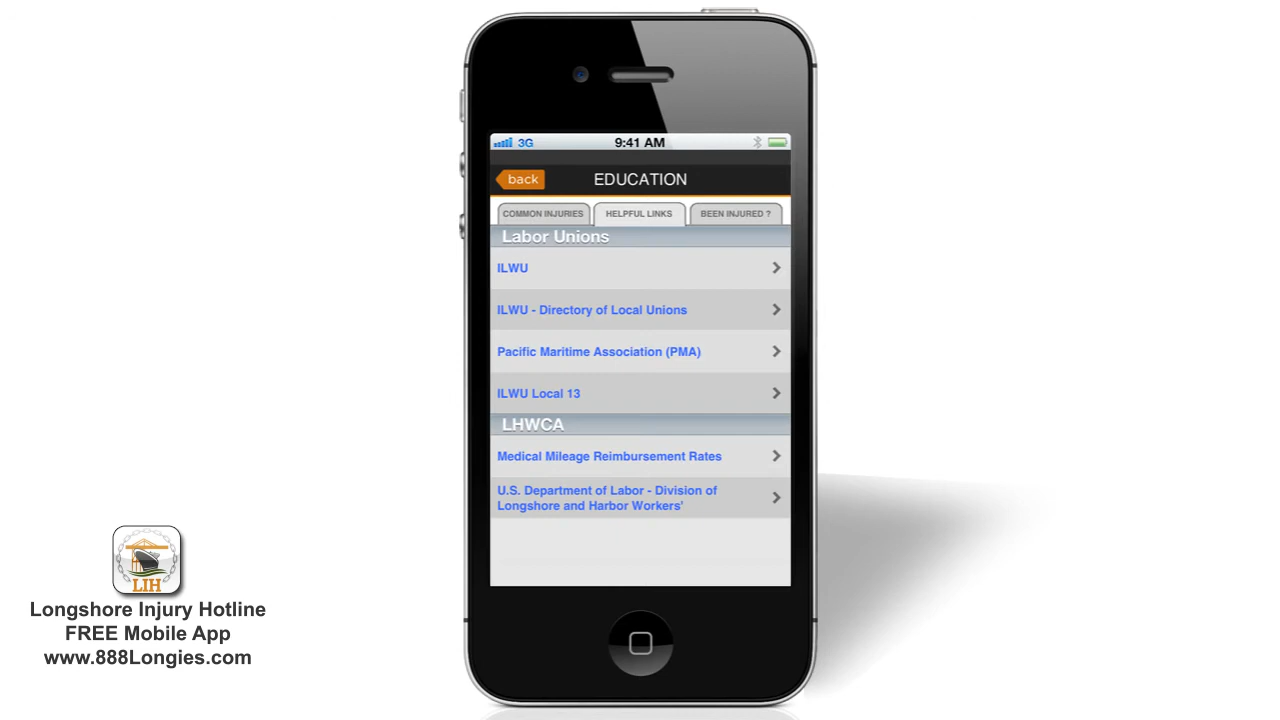 3G 9:41 AM
back EDUCATION
COMMON INJURIES HELPFUL LINKS BEEN INJURED ?
Labor Unions
ILWU
ILWU - Directory of Local Unions
Pacific Maritime Association (PMA)
ILWU Local 13
LHWCA
Medical Mileage Reimbursement Rates
U.S. Department of Labor - Division of
Longshore and Harbor Workers'
LIH
Longshore Injury Hotline
FREE Mobile App
www.888Longies.com